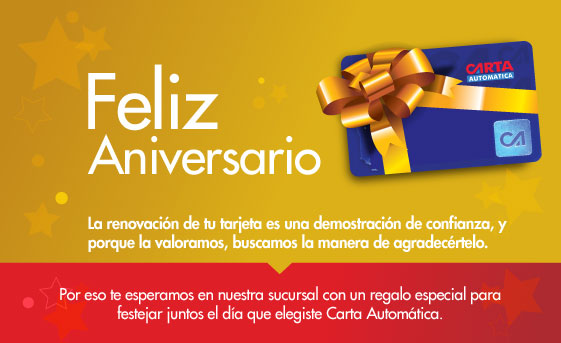 CARTA
AUTOMATICA
CA
Feliz
Aniversario
La renovación de tu tarjeta es una demostración de confianza, y
porque la valoramos, buscamos la manera de agradecértelo.
Por eso te esperamos en nuestra sucursal con un regalo especial para
festejar juntos el día que elegiste Carta Automática.